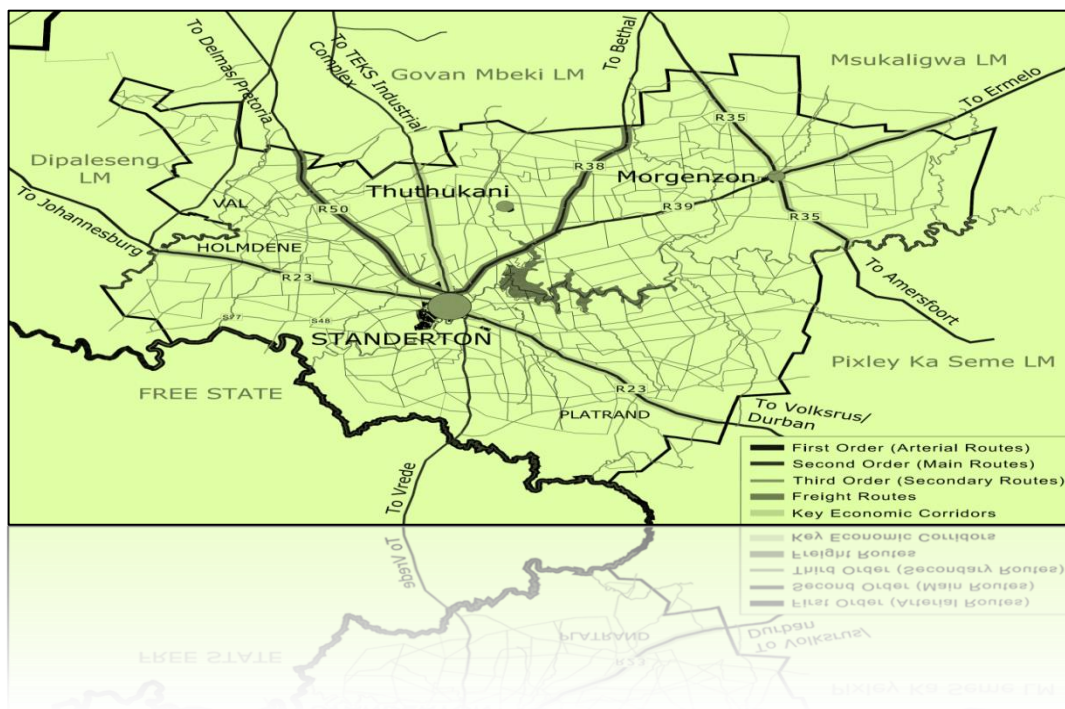 To Delmas/Pretoria
To TEKS Industrial
Complex
Govan Mbeki LM
To Bethal
Msukaligwa LM
To Ermelo
R35
Dipaleseng
LM
R38
Thuthukani
Morgenzon
VAL
R50
R39
R35
To Johannesburg
HOLMDENE
R23
To Amersfoort
S77
S48
STANDERTON
Pixley Ka Seme LM
FREE STATE
R23
PLATRAND
To Volksrus/
Durban
To Vrede
First Order (Arterial Routes)
Second Order (Main Routes)
Third Order (Secondary Routes)
Freight Routes
Key Economic Corridors